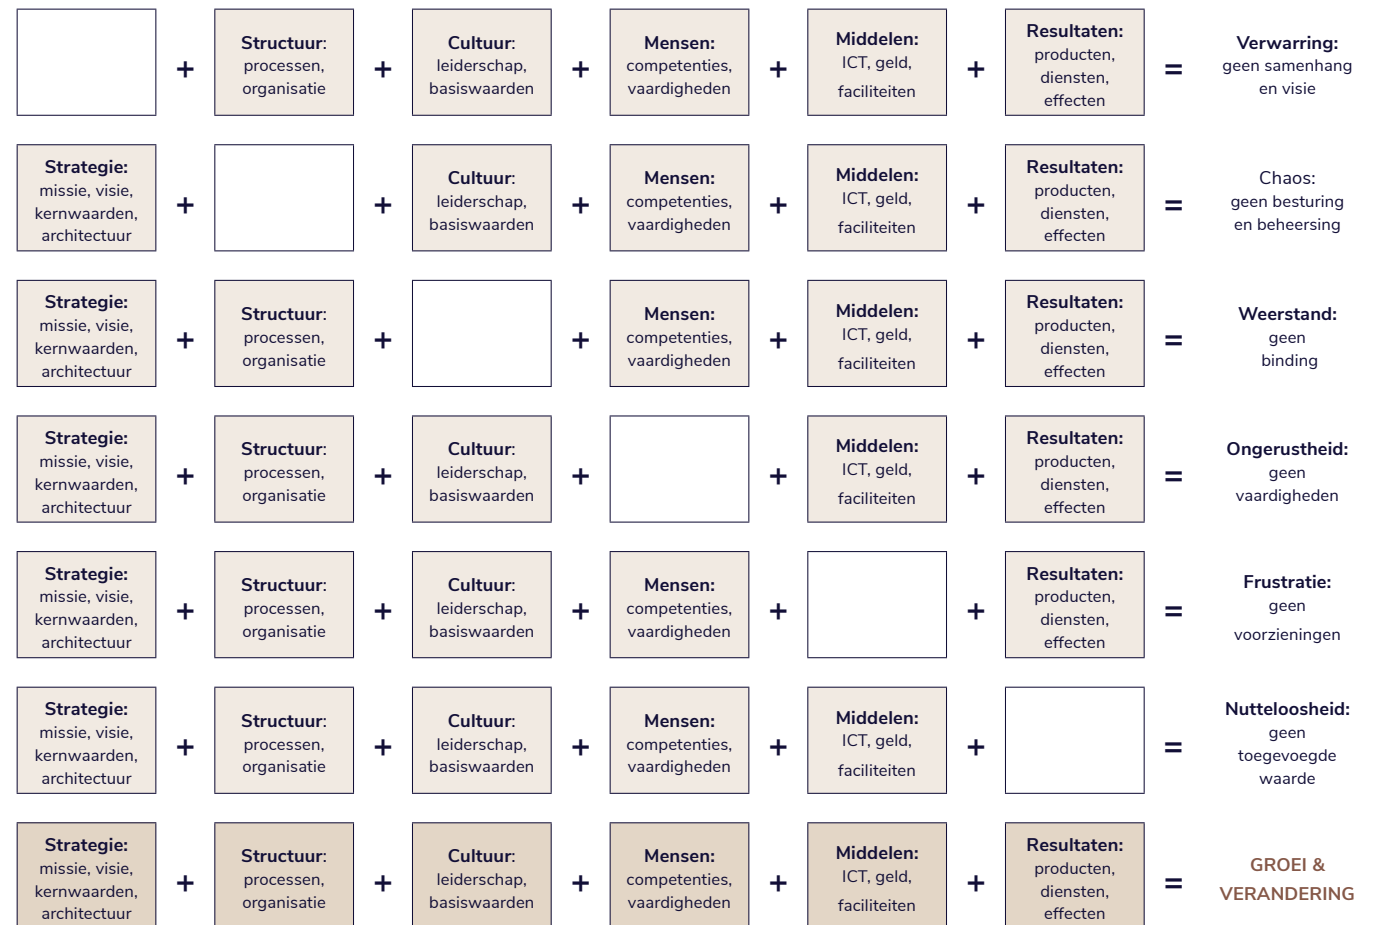 + Structuur:
processen,
organisatie
+ Cultuur:
leiderschap,
basiswaarden
+ Mensen:
competenties,
vaardigheden
+ Middelen:
ICT, geld,
faciliteiten
+ Resultaten:
producten,
diensten,
effecten
= Verwarring:
geen samenhang
en visie
Strategie:
missie, visie,
kernwaarden,
architectuur
+
+ Cultuur:
leiderschap,
basiswaarden
+ Mensen:
competenties,
vaardigheden
+ Middelen:
ICT, geld,
faciliteiten
+ Resultaten:
producten,
diensten,
effecten
= Chaos:
geen besturing
en beheersing
Strategie:
missie, visie,
kernwaarden,
architectuur
+ Structuur:
processen,
organisatie
+
+ Mensen:
competenties,
vaardigheden
+ Middelen:
ICT, geld,
faciliteiten
+ Resultaten:
producten,
diensten,
effecten
= Weerstand:
geen
binding
Strategie:
missie, visie,
kernwaarden,
architectuur
+ Structuur:
processen,
organisatie
+ Cultuur:
leiderschap,
basiswaarden
+
+ Middelen:
ICT, geld,
faciliteiten
+ Resultaten:
producten,
diensten,
effecten
= Ongerustheid:
geen
vaardigheden
Strategie:
missie, visie,
kernwaarden,
architectuur
+ Structuur:
processen,
organisatie
+ Cultuur:
leiderschap,
basiswaarden
+ Mensen:
competenties,
vaardigheden
+
+ Resultaten:
producten,
diensten,
effecten
= Frustratie:
geen
voorzieningen
Strategie:
missie, visie,
kernwaarden,
architectuur
+ Structuur:
processen,
organisatie
+ Cultuur:
leiderschap,
basiswaarden
+ Mensen:
competenties,
vaardigheden
+ Middelen:
ICT, geld,
faciliteiten
+
= Nutteloosheid:
geen
toegevoegde
waarde
Strategie:
missie, visie,
kernwaarden,
architectuur
+ Structuur:
processen,
organisatie
+ Cultuur:
leiderschap,
basiswaarden
+ Mensen:
competenties,
vaardigheden
+ Middelen:
ICT, geld,
faciliteiten
+ Resultaten:
producten,
diensten,
effecten
= GROEI &
VERANDERING